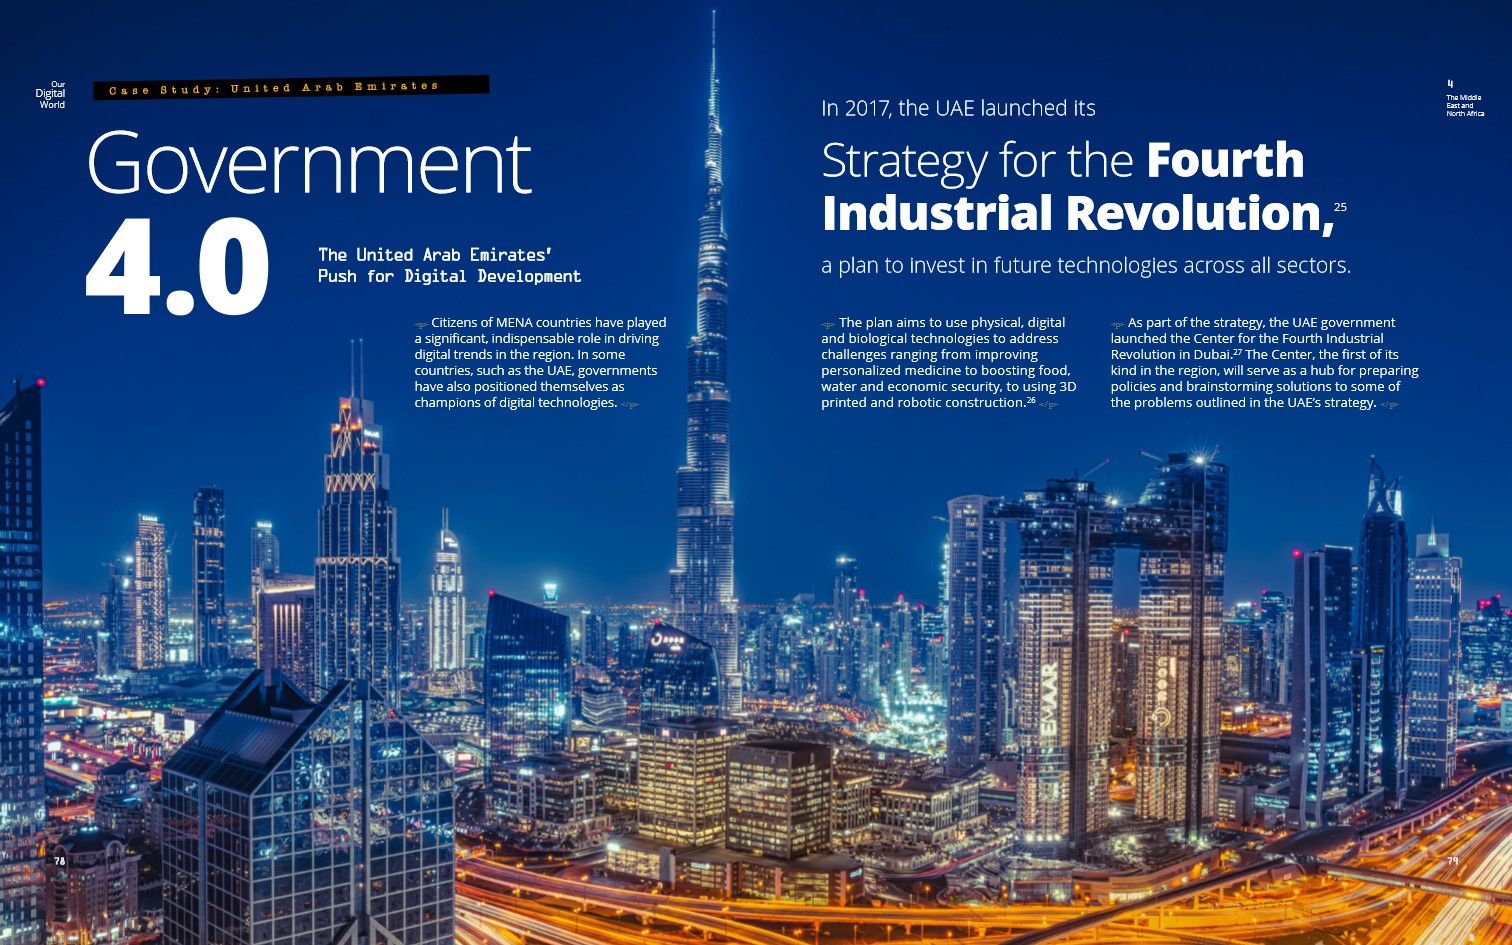 Our
Digital
World
Case Study: United Arab Emirates
Government
4.0
The United Arab Emirates'
Push for Digital Development
<p> Citizens of MENA countries have played
a significant, indispensable role in driving
digital trends in the region. In some
countries, such as the UAE, governments
have also positioned themselves as
champions of digital technologies. </p>
78
In 2017, the UAE launched its
Strategy for the Fourth
Industrial Revolution,25
a plan to invest in future technologies across all sectors.
<p> The plan aims to use physical, digital
and biological technologies to address
challenges ranging from improving
personalized medicine to boosting food,
water and economic security, to using 3D
printed and robotic construction.26 </p>
<p> As part of the strategy, the UAE government
launched the Center for the Fourth Industrial
Revolution in Dubai.27 The Center, the first of its
kind in the region, will serve as a hub for preparing
policies and brainstorming solutions to some of
the problems outlined in the UAE's strategy. </p>
4
The Middle
East and
North Africa
EMAAR
79